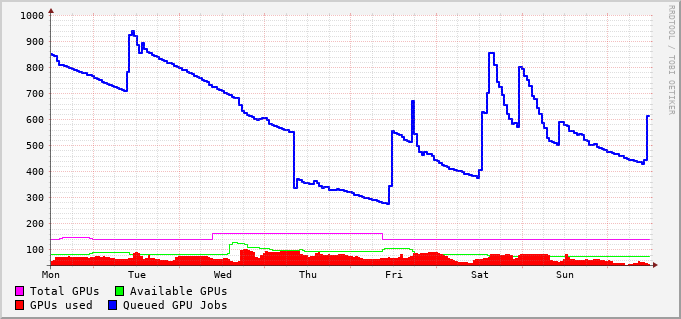 1000
900
800
700
600
500
400
300
200
100
Mon Tue Wed Thu Fri Sat Sun
Total GPUs Available GPUs
GPUs used Queued GPU Jobs
RRDTOOL / TOBI OETIKER